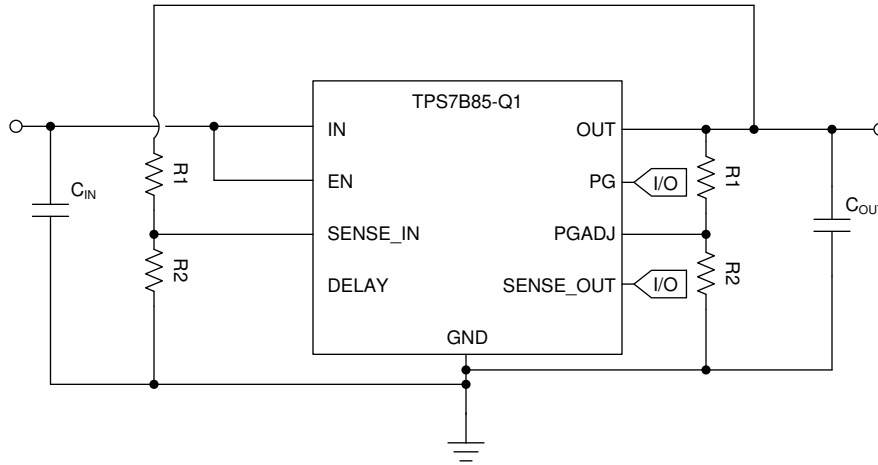 TPS7B85-Q1
IN
OUT
R1
R1
EN
PG
I/O
C_IN
C_OUT
SENSE_IN
PGADJ
R2
R2
DELAY
SENSE_OUT
I/O
GND